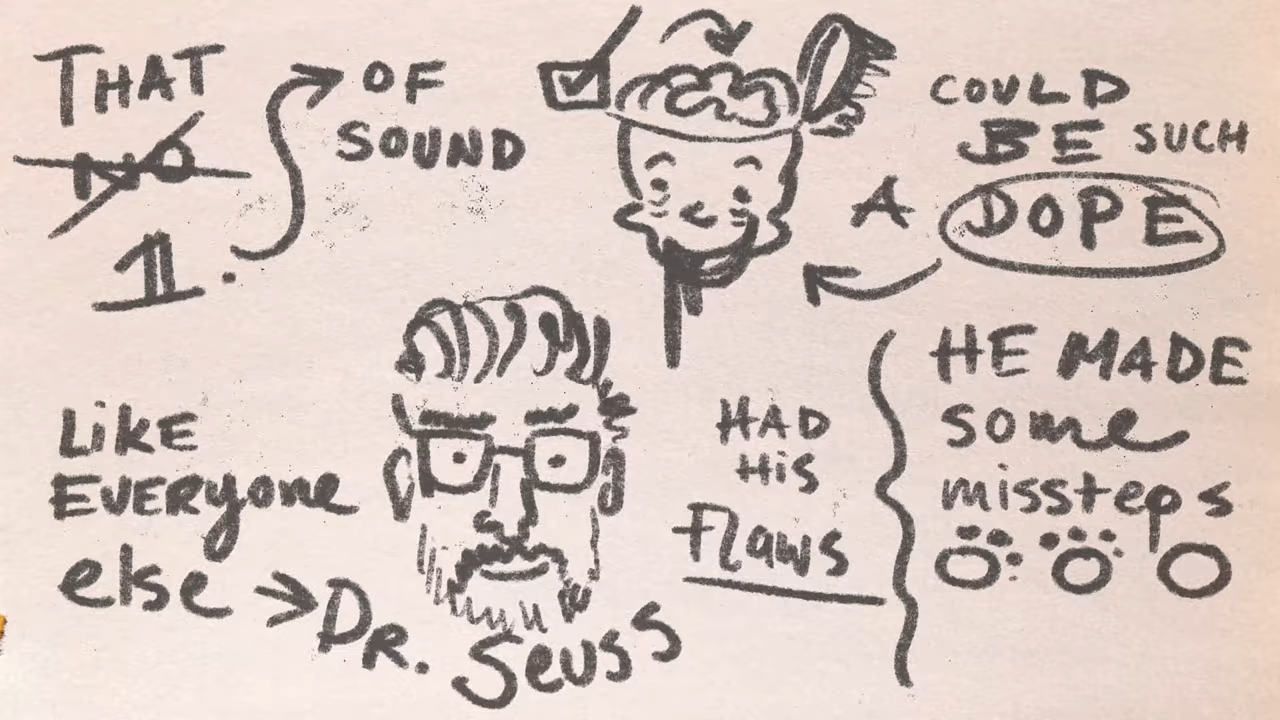 THAT
NO
1.
OF
SOUND
COULD
BE SUCH
A DOPE
LiKE
EVERyone
else
DR. Seuss
HAD
HiS
Flaws
HE MADE
some
missteps